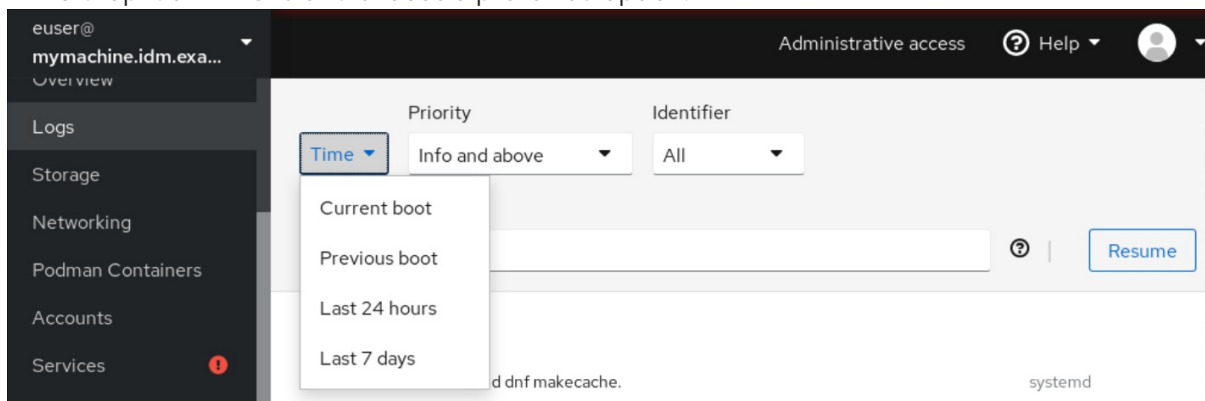 euser@
mymachine.idm.exa...
Administrative access
Help
Overview
Logs
Storage
Networking
Podman Containers
Accounts
Services
Priority
Identifier
Time
Info and above
All
Current boot
Previous boot
Last 24 hours
Last 7 days
Resume
d dnf makecache.
systemd